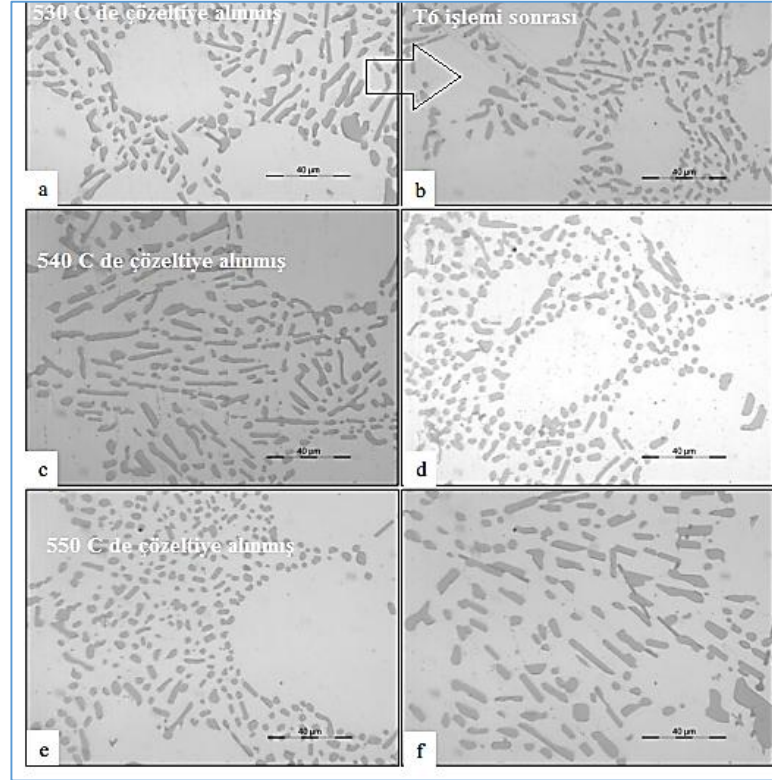 530 C de çözeltiye alınmış
T6 işlemi sonrası
40 µm
a
40 µm
b
540 C de çözeltiye alınmış
40 µm
c
40 µm
d
550 C de çözeltiye alınmış
40 µm
e
40 µm
f